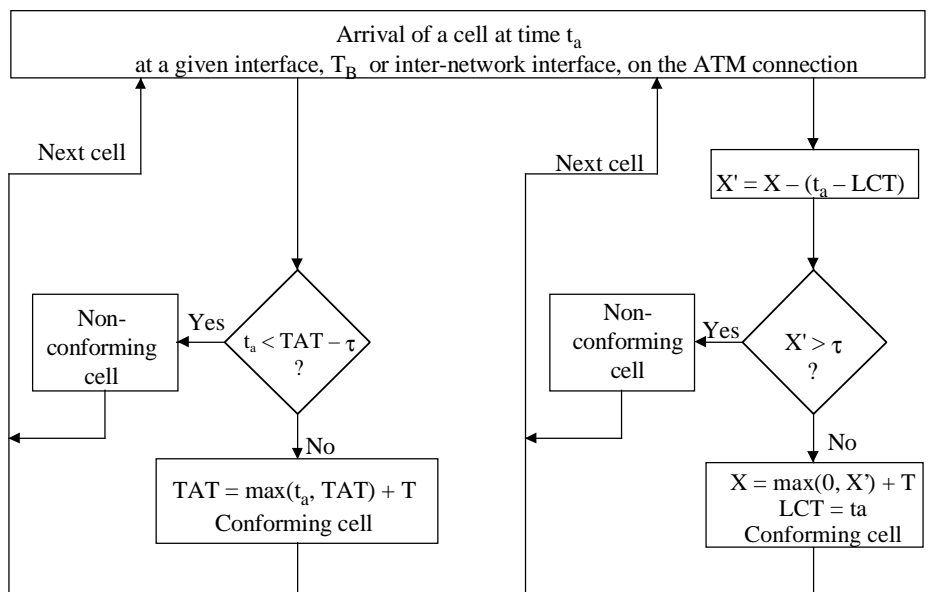 Arrival of a cell at time tₐ
at a given interface, T_B or inter-network interface, on the ATM connection
Next cell
tₐ < TAT – τ
?
Yes
Non-
conforming
cell
No
TAT = max(tₐ, TAT) + T
Conforming cell
Next cell
X' = X – (tₐ – LCT)
X' > τ
?
Yes
Non-
conforming
cell
No
X = max(0, X') + T
LCT = ta
Conforming cell